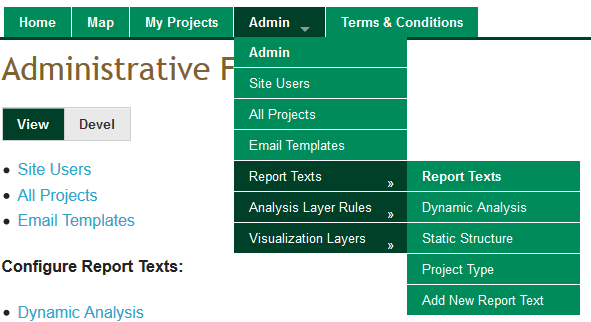 Home Map My Projects Admin Terms & Conditions
Administrative F
Admin
Site Users
All Projects
Email Templates
Report Texts »
Analysis Layer Rules »
Visualization Layers »
Report Texts
Dynamic Analysis
Static Structure
Project Type
Add New Report Text
View Devel
• Site Users
• All Projects
• Email Templates
Configure Report Texts:
• Dynamic Analysis